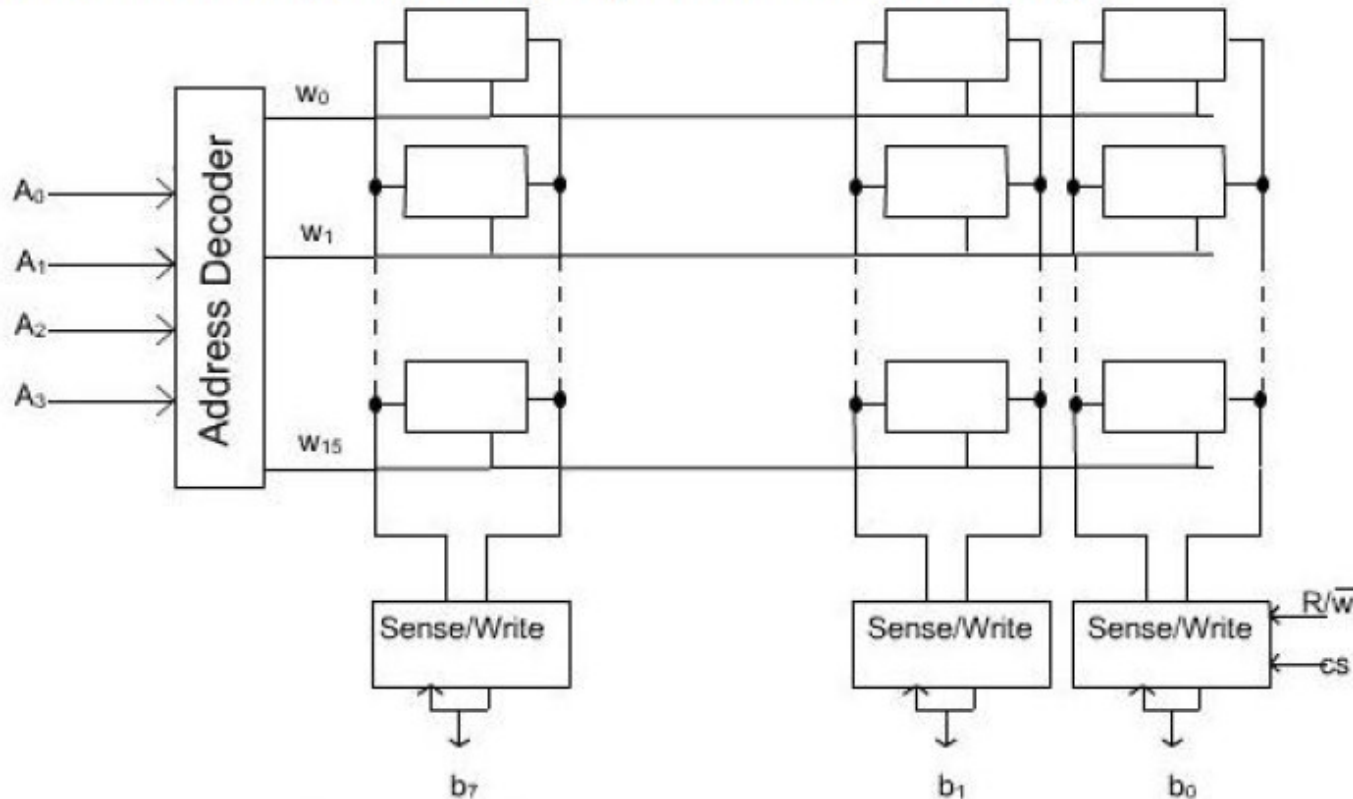 w₀
A₀
A₁
A₂
A₃
Address Decoder
w₁
w₁₅
Sense/Write
Sense/Write
Sense/Write
R/w̅
cs
b₇
b₁
b₀